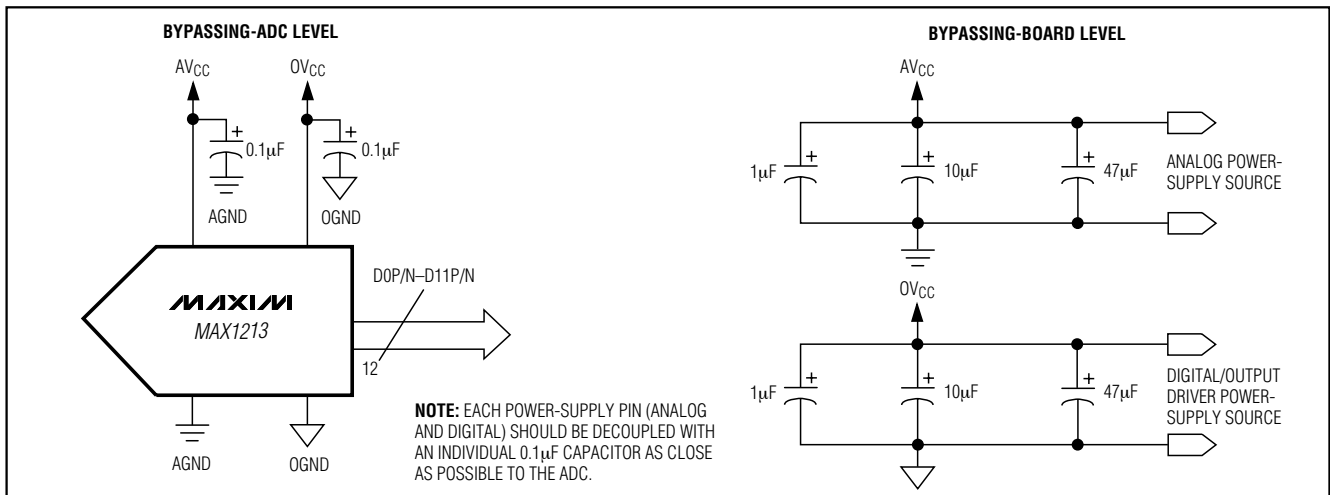 BYPASSING-ADC LEVEL
AVCC
OVCC
+
0.1µF
+
0.1µF
AGND
OGND
MAXIM
MAX1213
D0P/N–D11P/N
12
AGND
OGND
NOTE: EACH POWER-SUPPLY PIN (ANALOG
AND DIGITAL) SHOULD BE DECOUPLED WITH
AN INDIVIDUAL 0.1µF CAPACITOR AS CLOSE
AS POSSIBLE TO THE ADC.
BYPASSING-BOARD LEVEL
AVCC
1µF
+
+
10µF
+
47µF
ANALOG POWER-
SUPPLY SOURCE
OVCC
1µF
+
+
10µF
+
47µF
DIGITAL/OUTPUT
DRIVER POWER-
SUPPLY SOURCE